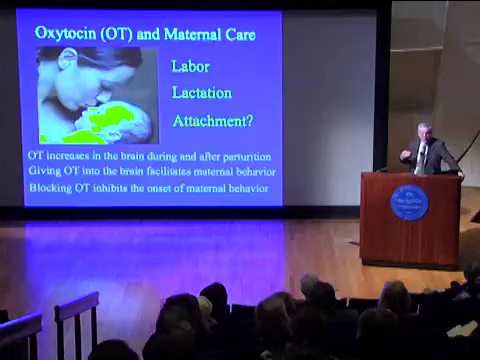 Oxytocin (OT) and Maternal Care
Labor
Lactation
Attachment?
OT increases in the brain during and after parturition
Giving OT into the brain facilitates maternal behavior
Blocking OT inhibits the onset of maternal behavior